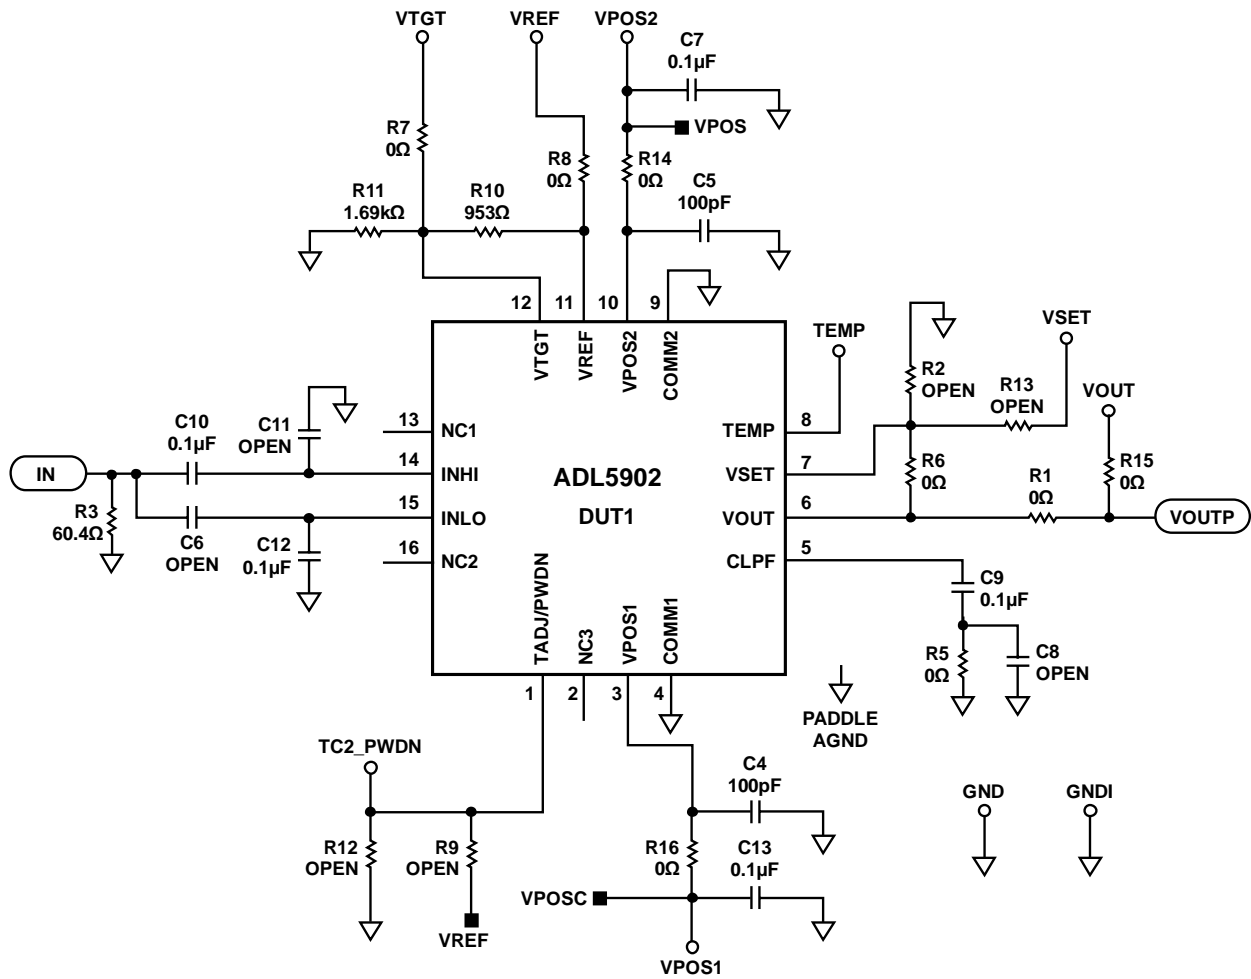 VTGT
VREF
VPOS2
C7
0.1µF
VPOS
R7
0Ω
R8
0Ω
R14
0Ω
C5
100pF
R11
1.69kΩ
R10
953Ω
12
11
10
9
VTGT
VREF
VPOS2
COMM2
TEMP
VSET
R2
OPEN
R13
OPEN
VOUT
C10
0.1µF
C11
OPEN
13
NC1
TEMP
8
IN
14
INHI
ADL5902
DUT1
VSET
7
R6
0Ω
R1
0Ω
R15
0Ω
R3
60.4Ω
15
INLO
VOUT
6
VOUTP
C6
OPEN
C12
0.1µF
16
NC2
CLPF
5
C9
0.1µF
TADJ/PWDN
NC3
VPOS1
COMM1
R5
0Ω
C8
OPEN
1
2
3
4
PADDLE
AGND
TC2_PWDN
C4
100pF
GND
GNDI
R12
OPEN
R9
OPEN
R16
0Ω
C13
0.1µF
VPOSC
VREF
VPOS1